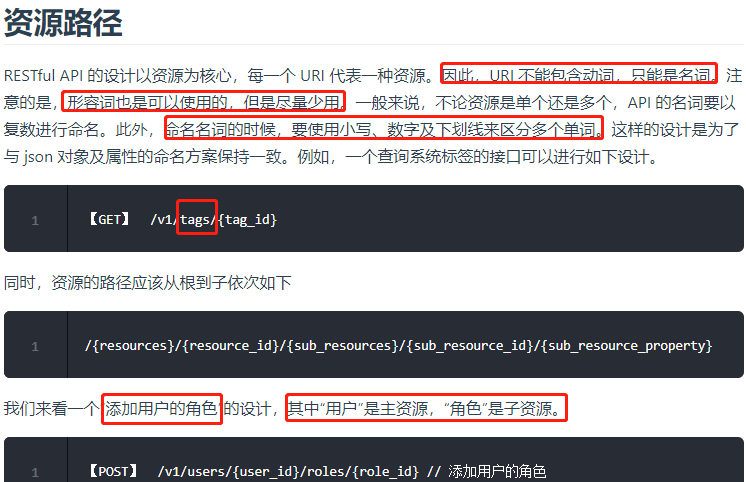 资源路径
RESTful API 的设计以资源为核心，每一个 URI 代表一种资源。因此，URI 不能包含动词，只能是名词。注
意的是，形容词也是可以使用的，但是尽量少用。一般来说，不论资源是单个还是多个，API 的名词要以
复数进行命名。此外，命名名词的时候，要使用小写、数字及下划线来区分多个单词。这样的设计是为了
与 json 对象及属性的命名方案保持一致。例如，一个查询系统标签的接口可以进行如下设计。
1 【GET】 /v1/tags/{tag_id}
同时，资源的路径应该从根到子依次如下
1 /{resources}/{resource_id}/{sub_resources}/{sub_resource_id}/{sub_resource_property}
我们来看一个“添加用户的角色”的设计，其中“用户”是主资源，“角色”是子资源。
1 【POST】 /v1/users/{user_id}/roles/{role_id} // 添加用户的角色